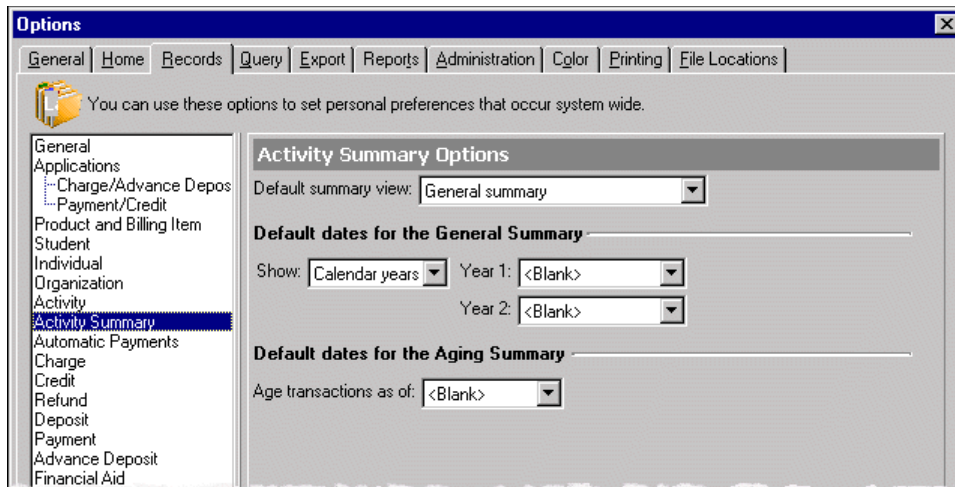 Options
General Home Records Query Export Reports Administration Color Printing File Locations
You can use these options to set personal preferences that occur system wide.
General
Applications
Charge/Advance Depos
Payment/Credit
Product and Billing Item
Student
Individual
Organization
Activity
Activity Summary
Automatic Payments
Charge
Credit
Refund
Deposit
Payment
Advance Deposit
Financial Aid
Activity Summary Options
Default summary view: General summary
Default dates for the General Summary
Show: Calendar years Year 1: <Blank>
Year 2: <Blank>
Default dates for the Aging Summary
Age transactions as of: <Blank>